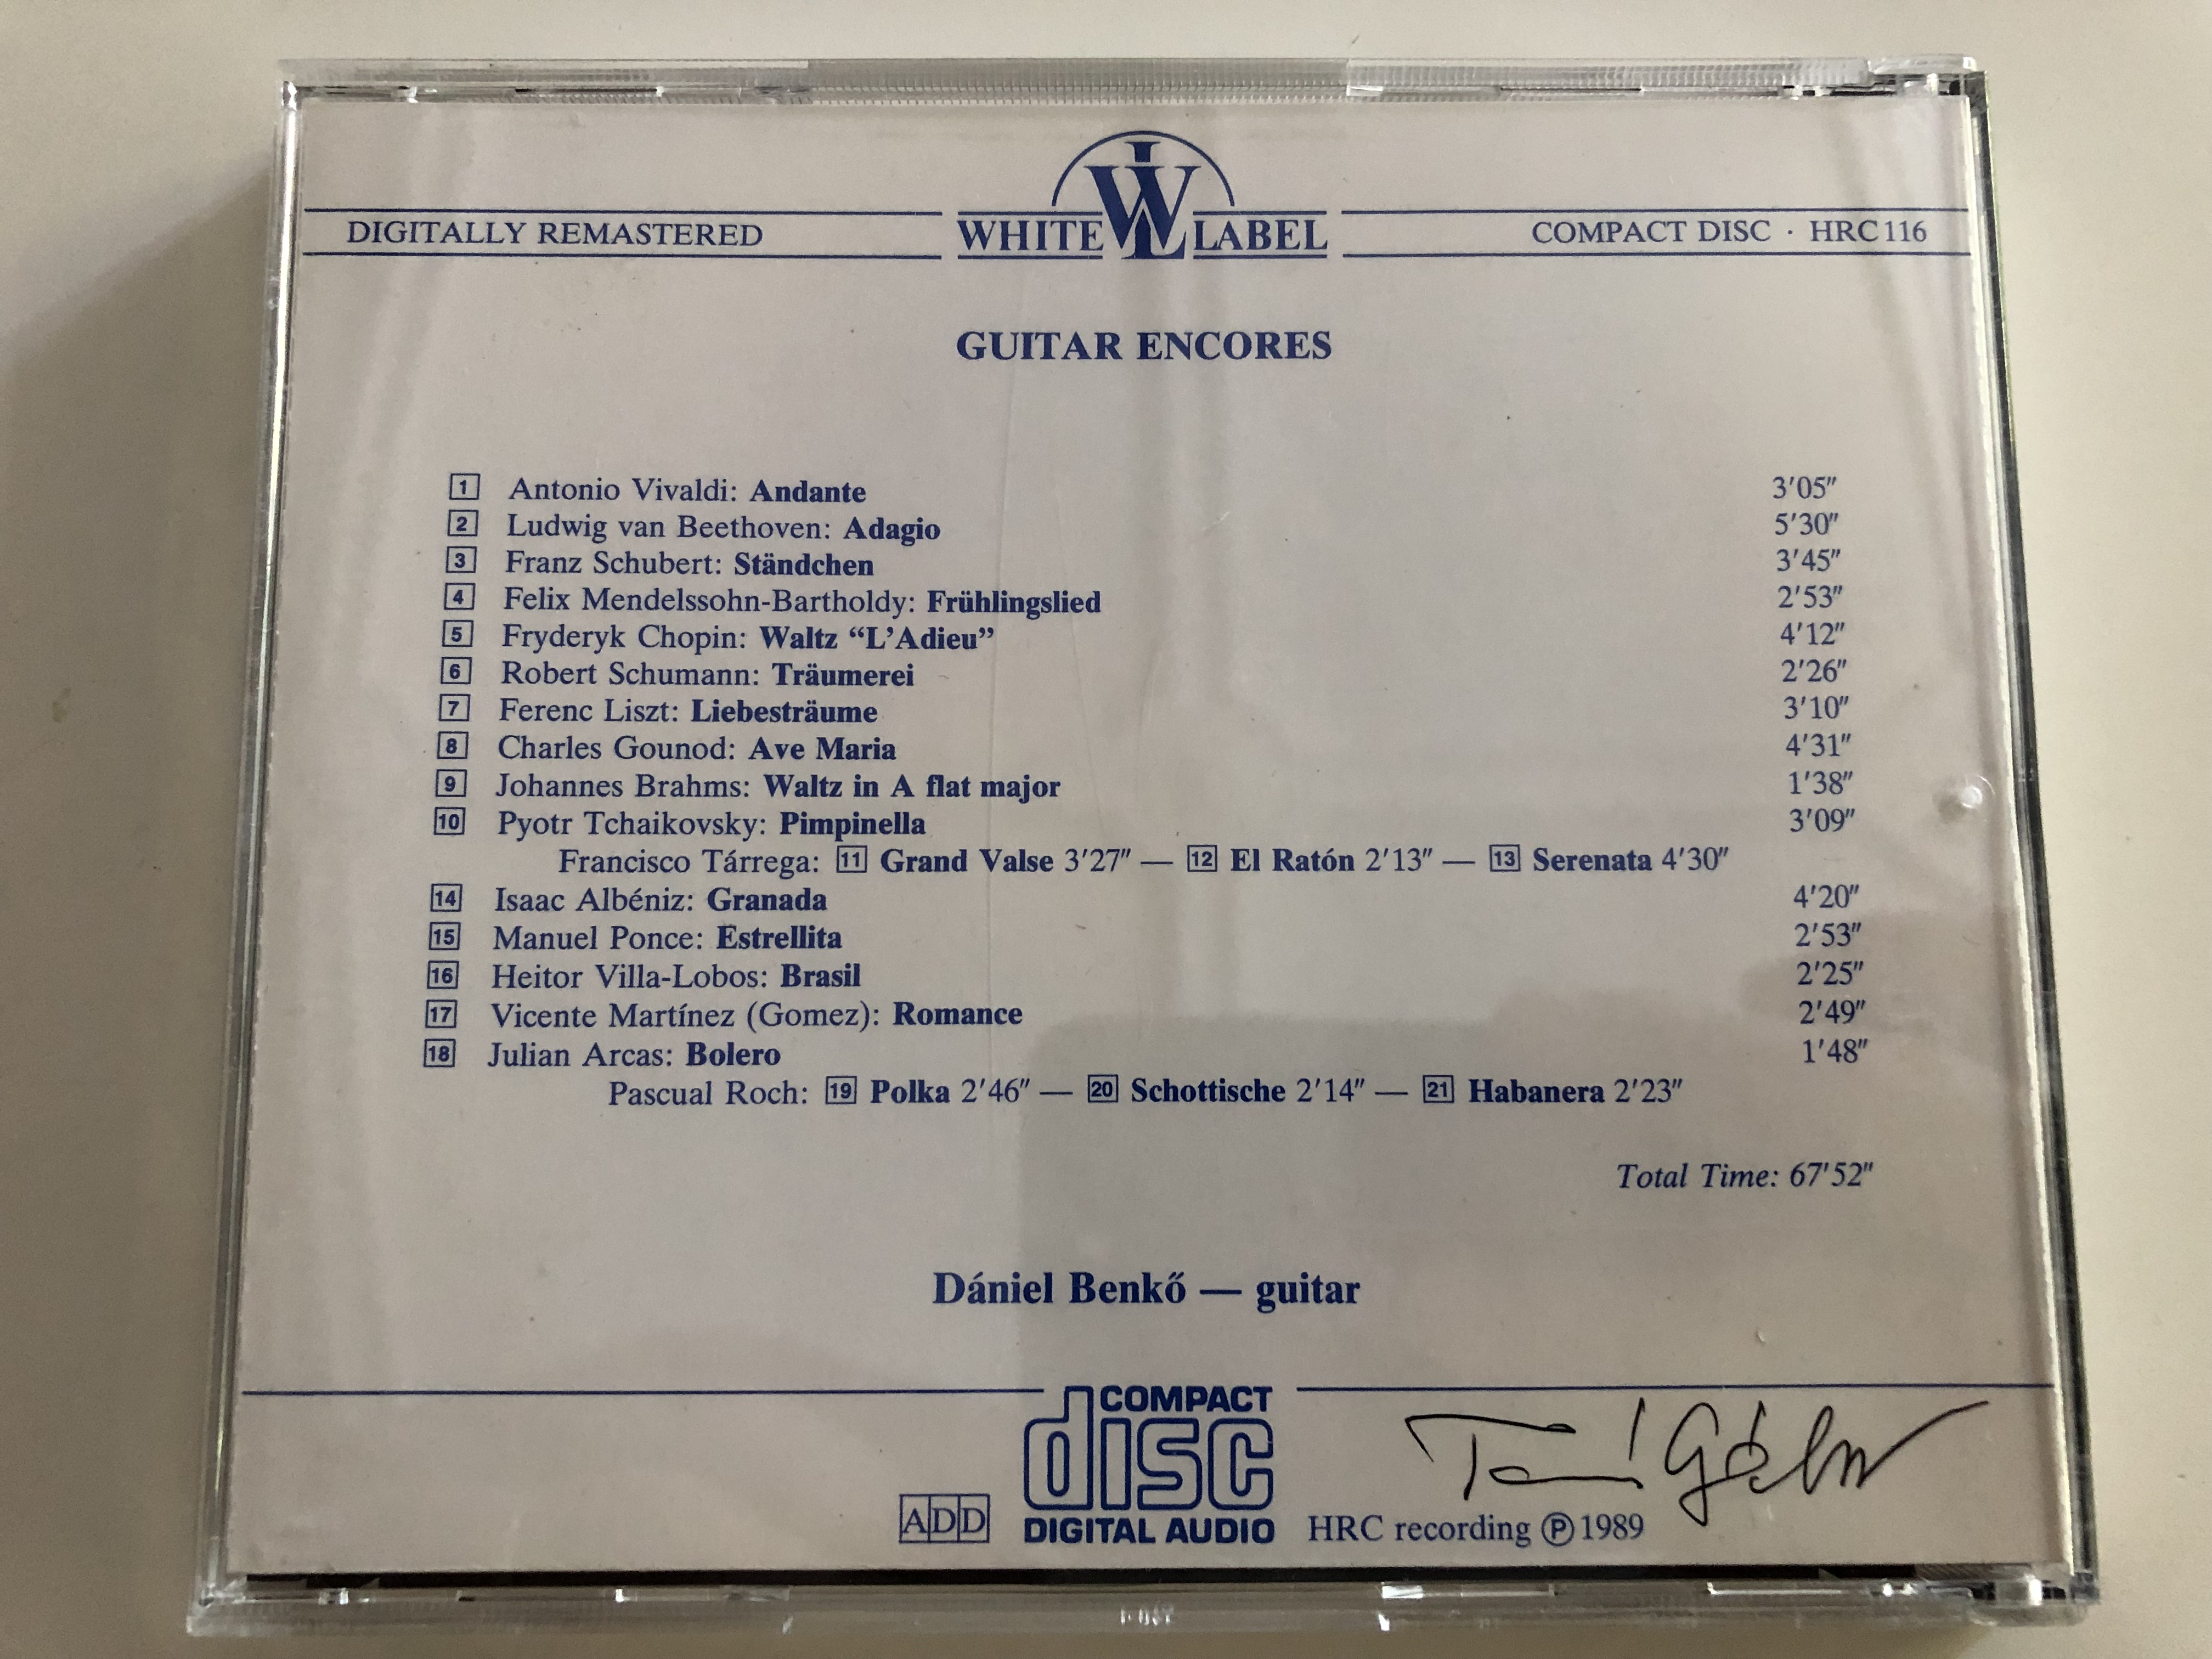 DIGITALLY REMASTERED
WHITE LABEL
COMPACT DISC · HRC 116
GUITAR ENCORES
1 Antonio Vivaldi: Andante 3′05″
2 Ludwig van Beethoven: Adagio 5′30″
3 Franz Schubert: Ständchen 3′45″
4 Felix Mendelssohn-Bartholdy: Frühlingslied 2′53″
5 Fryderyk Chopin: Waltz “L’Adieu” 4′12″
6 Robert Schumann: Träumerei 2′26″
7 Ferenc Liszt: Liebesträume 3′10″
8 Charles Gounod: Ave Maria 4′31″
9 Johannes Brahms: Waltz in A flat major 1′38″
10 Pyotr Tchaikovsky: Pimpinella 3′09″
Francisco Tárrega: 11 Grand Valse 3′27″ — 12 El Ratón 2′13″ — 13 Serenata 4′30″
14 Isaac Albéniz: Granada 4′20″
15 Manuel Ponce: Estrellita 2′53″
16 Heitor Villa-Lobos: Brasil 2′25″
17 Vicente Martínez (Gomez): Romance 2′49″
18 Julian Arcas: Bolero 1′48″
Pascual Roch: 19 Polka 2′46″ — 20 Schottische 2′14″ — 21 Habanera 2′23″
Total Time: 67′52″
Dániel Benkő — guitar
COMPACT
disc
DIGITAL AUDIO
ADD
HRC recording ℗ 1989